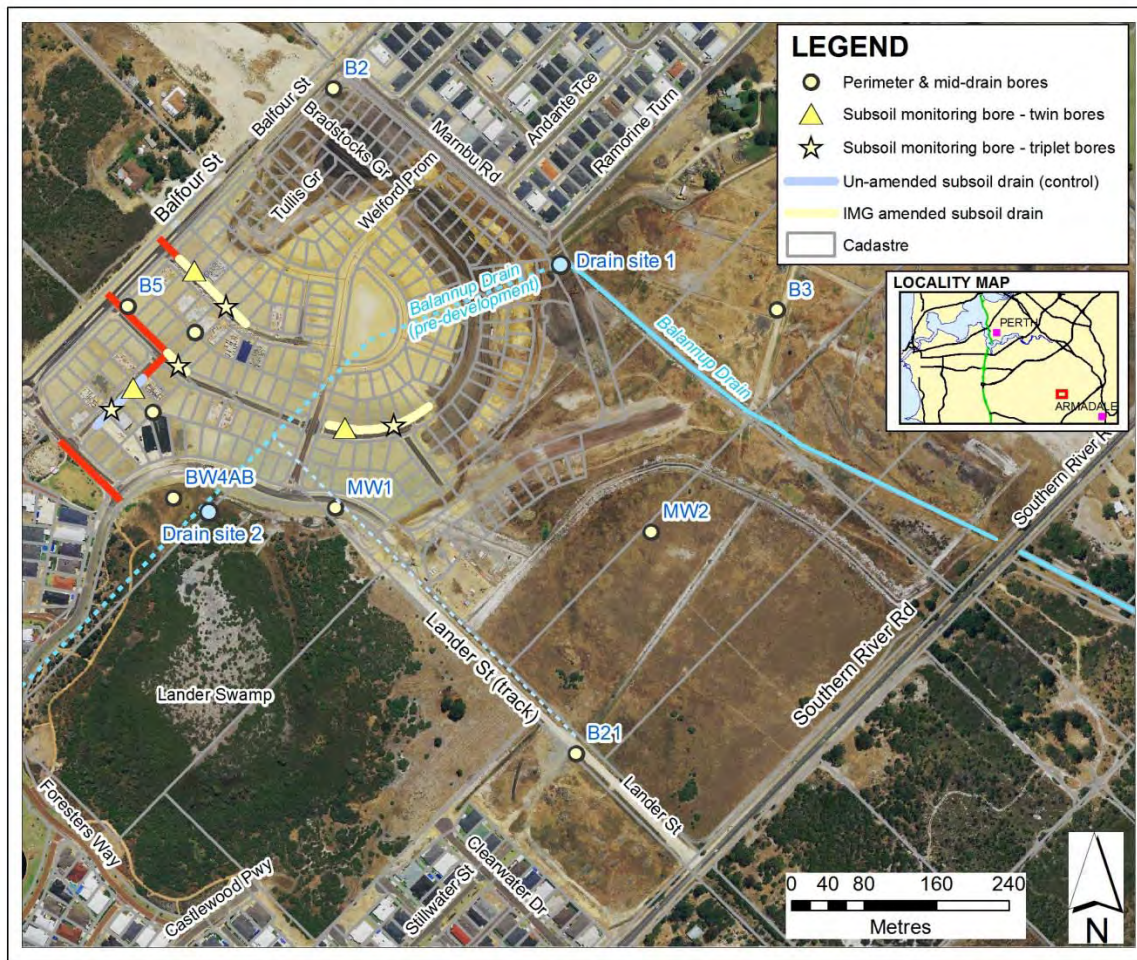 LEGEND
Perimeter & mid-drain bores
Subsoil monitoring bore - twin bores
Subsoil monitoring bore - triplet bores
Un-amended subsoil drain (control)
IMG amended subsoil drain
Cadastre
LOCALITY MAP
PERTH
ARMADALE
B2
Balfour St
Bradstocks Gr
Marnbu Rd
Andante Tce
Ramorine Turn
Tullis Gr
Welford Prom
Balfour St
Drain site 1
Balannup Drain
(pre-development)
B5
B3
Balannup Drain
Southern River R
BW4AB
MW1
Drain site 2
MW2
Lander St (track)
Southern River Rd
Lander Swamp
B21
Lander St
Foresters Way
Castlewood Pwy
Stillwater St
Clearwater Dr
0 40 80 160 240
Metres
N